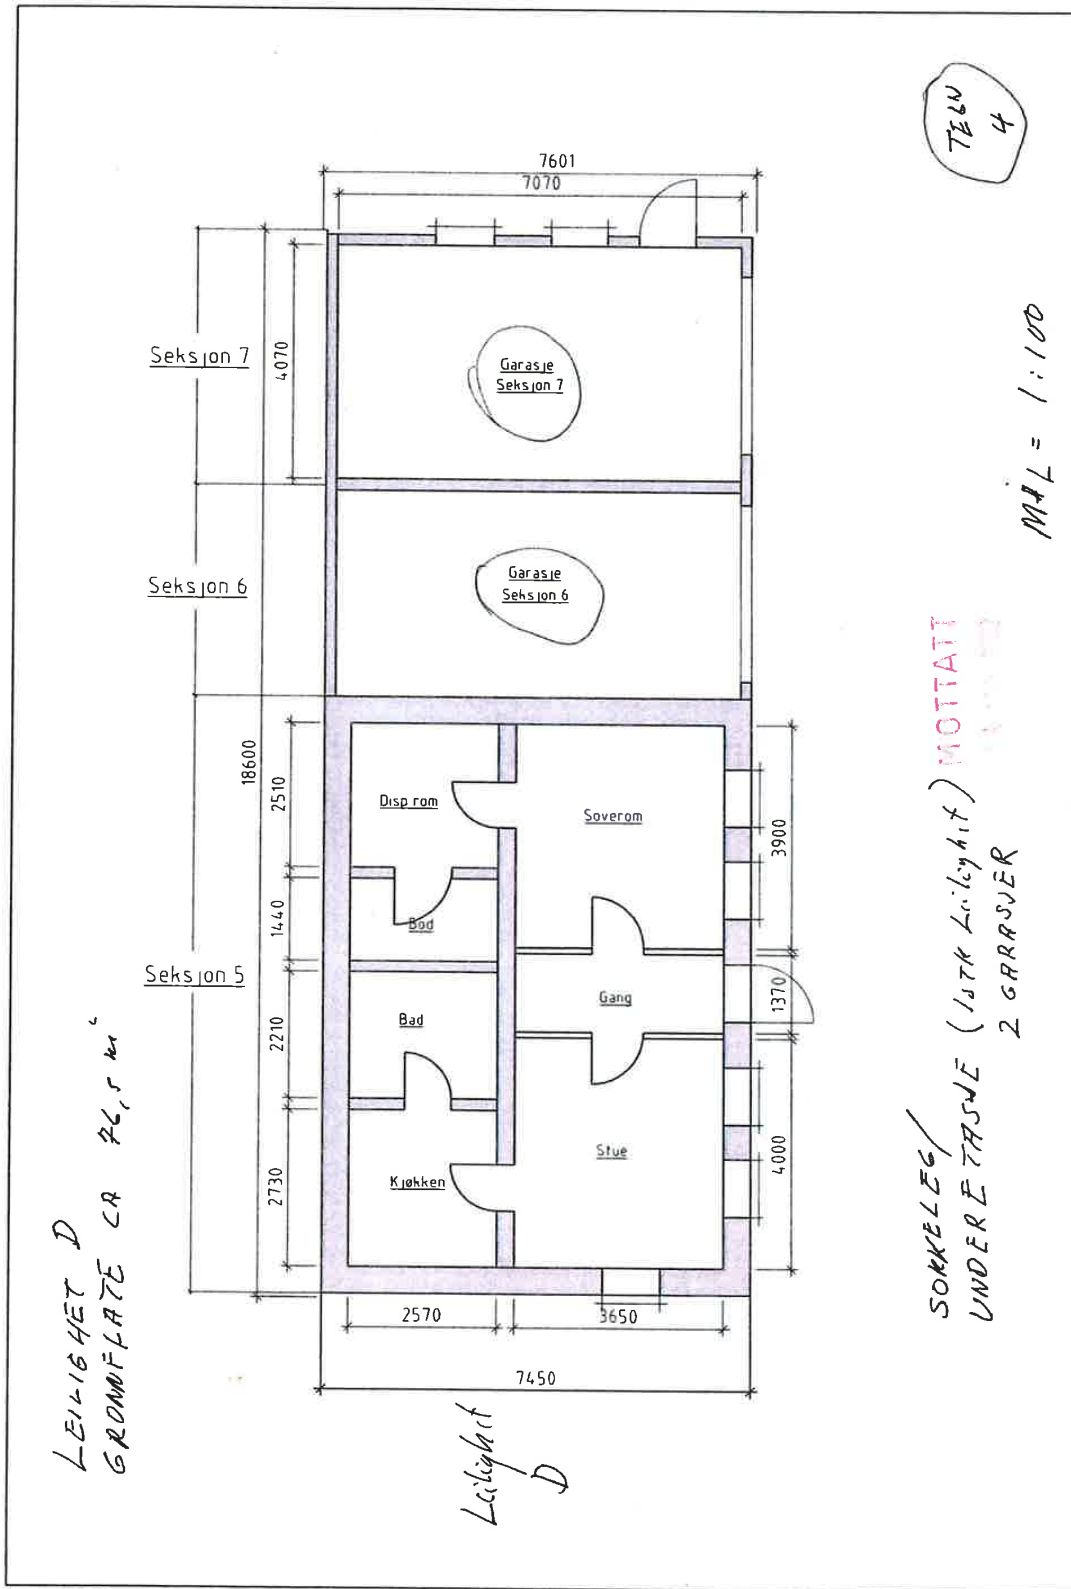 LEILIGHET D
GRONNFLATE CA 76,5 m²
Leilighet
D
TEGN
4
MÅL = 1:100
SOKKELEG/
UNDERETASJE (1STK Leilighet)
2 GARASJER
MOTTATT
Seksjon 7
Seksjon 6
Seksjon 5
18600
4070
2510
1440
2210
2730
7601
7070
Garasje
Seksjon 7
Garasje
Seksjon 6
Disp rom
Soverom
Bod
Gang
Bad
Stue
Kjøkken
3900
1370
4000
2570
3650
7450